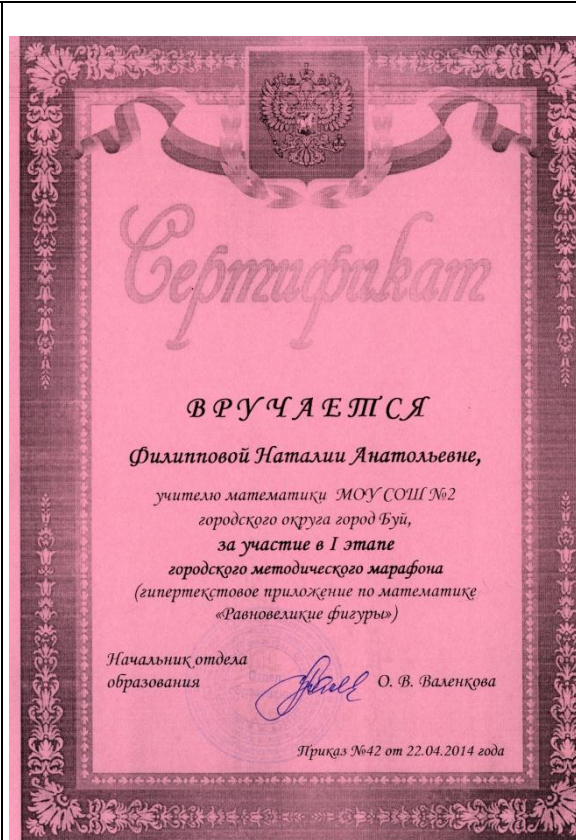 Сертификат
ВРУЧАЕТСЯ
Филипповой Наталии Анатольевне,
учителю математики МОУ СОШ №2
городского округа город Буй,
за участие в I этапе
городского методического марафона
(гипертекстовое приложение по математике
«Равновеликие фигуры»)
Начальник отдела
образования О. В. Валенкова
Приказ №42 от 22.04.2014 года